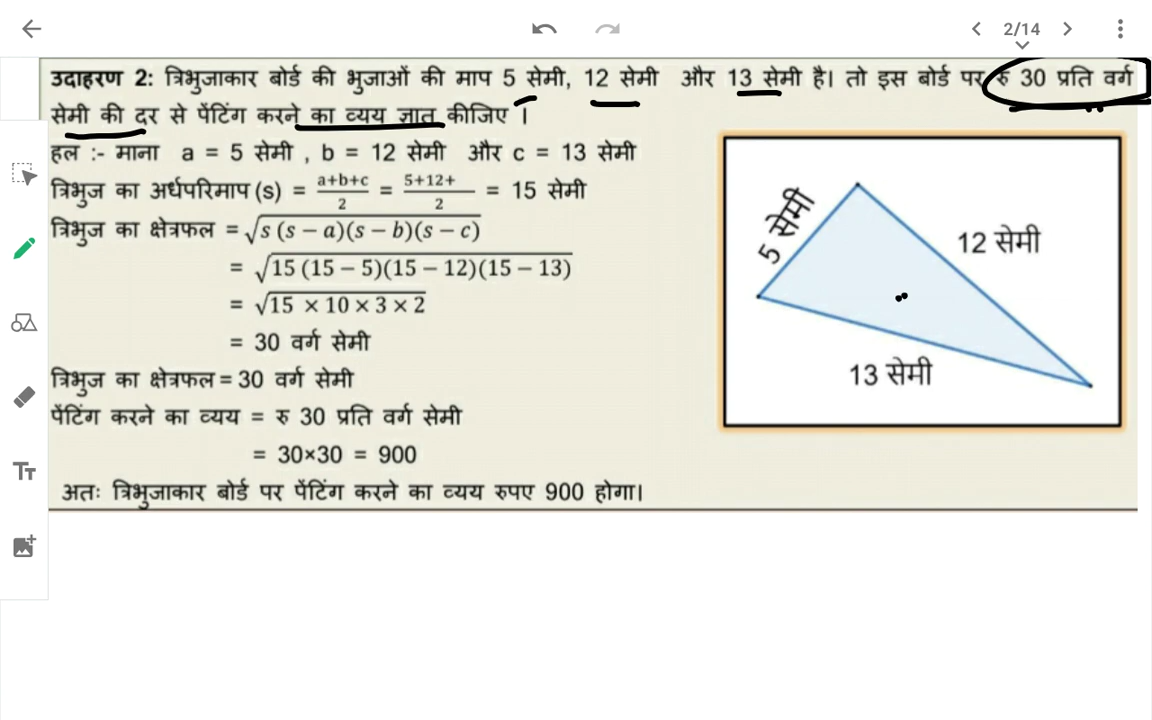 2/14
उदाहरण 2: त्रिभुजाकार बोर्ड की भुजाओं की माप 5 सेमी, 12 सेमी और 13 सेमी है। तो इस बोर्ड पर रु 30 प्रति वर्ग
सेमी की दर से पेंटिंग करने का व्यय ज्ञात कीजिए ।
हल :- माना a = 5 सेमी , b = 12 सेमी और c = 13 सेमी
त्रिभुज का अर्धपरिमाप (s) = \frac{a+b+c}{2} = \frac{5+12+}{2} = 15 सेमी
त्रिभुज का क्षेत्रफल = √s (s − a)(s − b)(s − c)
= √15 (15 − 5)(15 − 12)(15 − 13)
= √15 × 10 × 3 × 2
= 30 वर्ग सेमी
त्रिभुज का क्षेत्रफल = 30 वर्ग सेमी
पेंटिंग करने का व्यय = रु 30 प्रति वर्ग सेमी
= 30×30 = 900
अतः त्रिभुजाकार बोर्ड पर पेंटिंग करने का व्यय रुपए 900 होगा।
5 सेमी
12 सेमी
13 सेमी
Tт